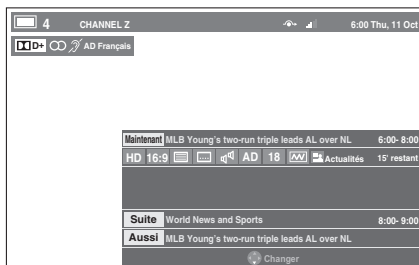 4 CHANNEL Z 6:00 Thu, 11 Oct
D+ AD Français
Maintenant MLB Young's two-run triple leads AL over NL 6:00- 8:00
HD 16:9 AD 18 Actualités 15' restant
Suite World News and Sports 8:00- 9:00
Aussi MLB Young's two-run triple leads AL over NL
Changer